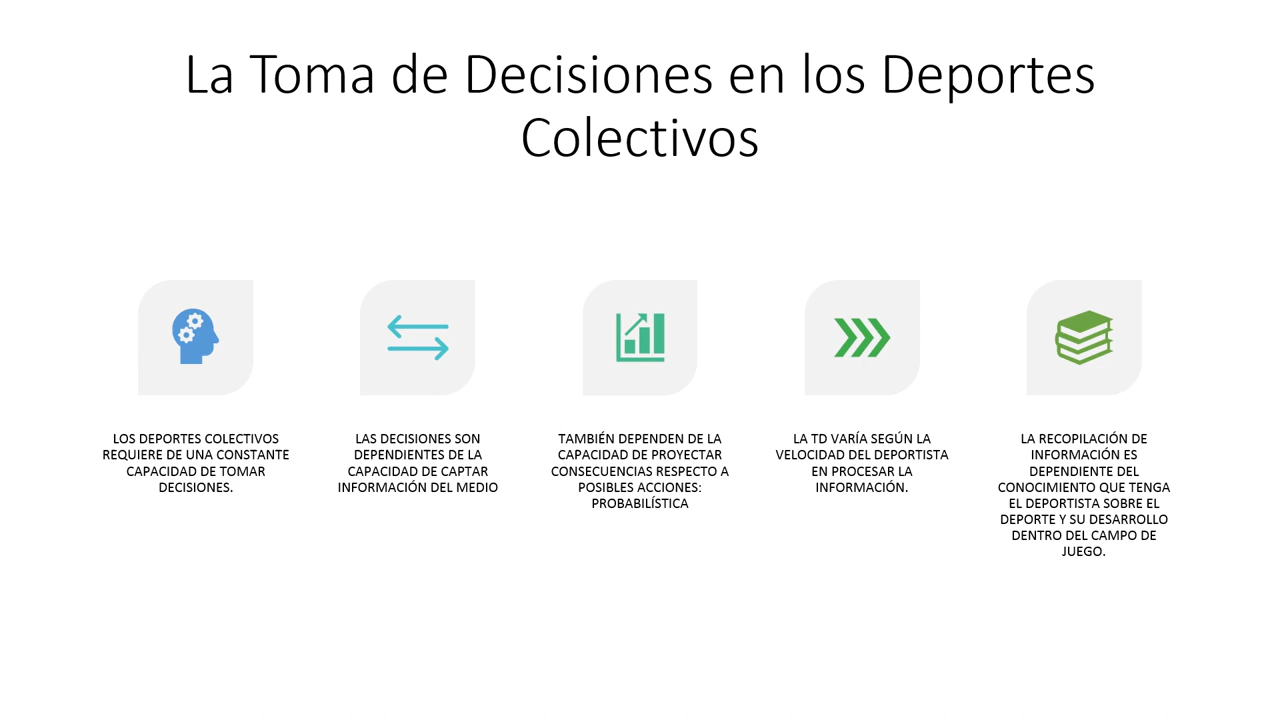 La Toma de Decisiones en los Deportes
Colectivos
LOS DEPORTES COLECTIVOS
REQUIERE DE UNA CONSTANTE
CAPACIDAD DE TOMAR
DECISIONES.
LAS DECISIONES SON
DEPENDIENTES DE LA
CAPACIDAD DE CAPTAR
INFORMACIÓN DEL MEDIO
TAMBIÉN DEPENDEN DE LA
CAPACIDAD DE PROYECTAR
CONSECUENCIAS RESPECTO A
POSIBLES ACCIONES:
PROBABILÍSTICA
LA TD VARÍA SEGÚN LA
VELOCIDAD DEL DEPORTISTA
EN PROCESAR LA
INFORMACIÓN.
LA RECOPILACIÓN DE
INFORMACIÓN ES
DEPENDIENTE DEL
CONOCIMIENTO QUE TENGA
EL DEPORTISTA SOBRE EL
DEPORTE Y SU DESARROLLO
DENTRO DEL CAMPO DE
JUEGO.